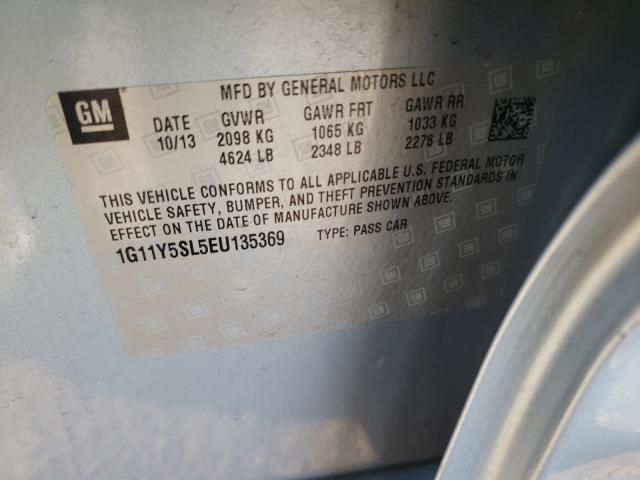 GM
MFD BY GENERAL MOTORS LLC
DATE GVWR GAWR FRT GAWR RR
10/13 2098 KG 1065 KG 1033 KG
4624 LB 2348 LB 2276 LB
THIS VEHICLE CONFORMS TO ALL APPLICABLE U.S. FEDERAL MOTOR
VEHICLE SAFETY, BUMPER, AND THEFT PREVENTION STANDARDS IN
EFFECT ON THE DATE OF MANUFACTURE SHOWN ABOVE.
1G11Y5SL5EU135369 TYPE: PASS CAR